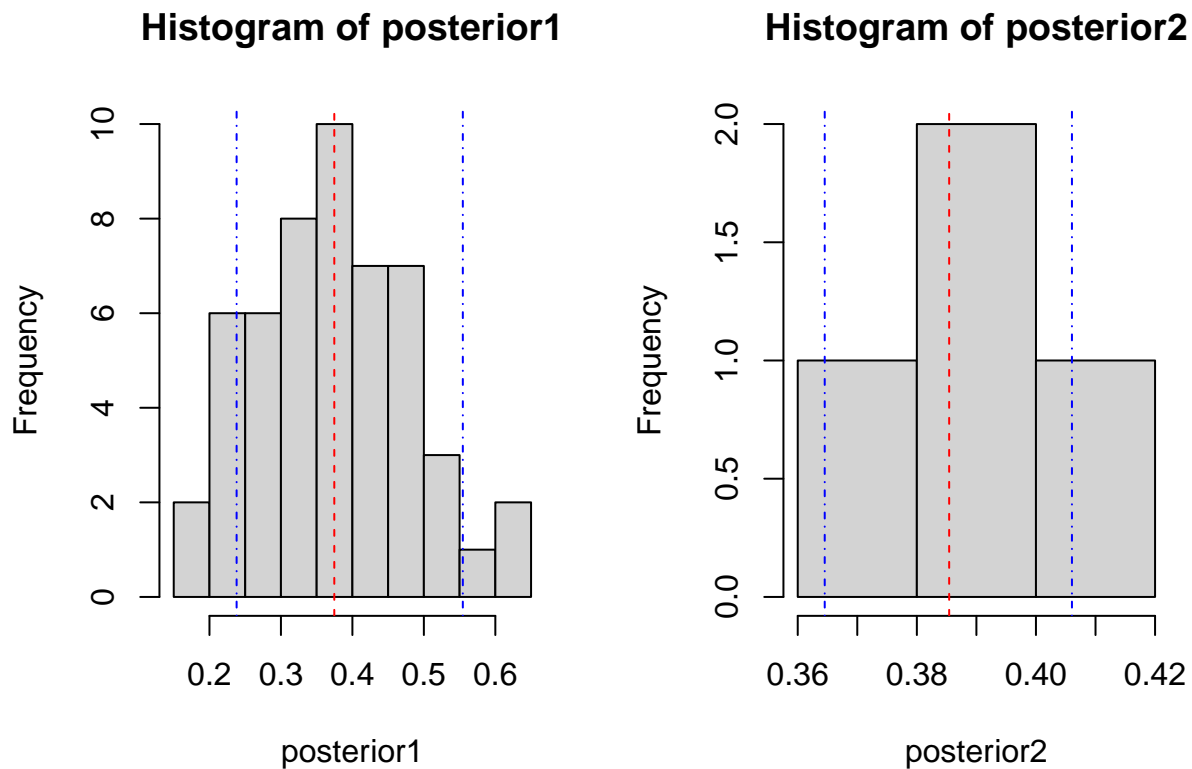 Histogram of posterior1
Frequency
0 2 4 6 8 10
0.2 0.3 0.4 0.5 0.6
posterior1
Histogram of posterior2
Frequency
0.0 0.5 1.0 1.5 2.0
0.36 0.38 0.40 0.42
posterior2